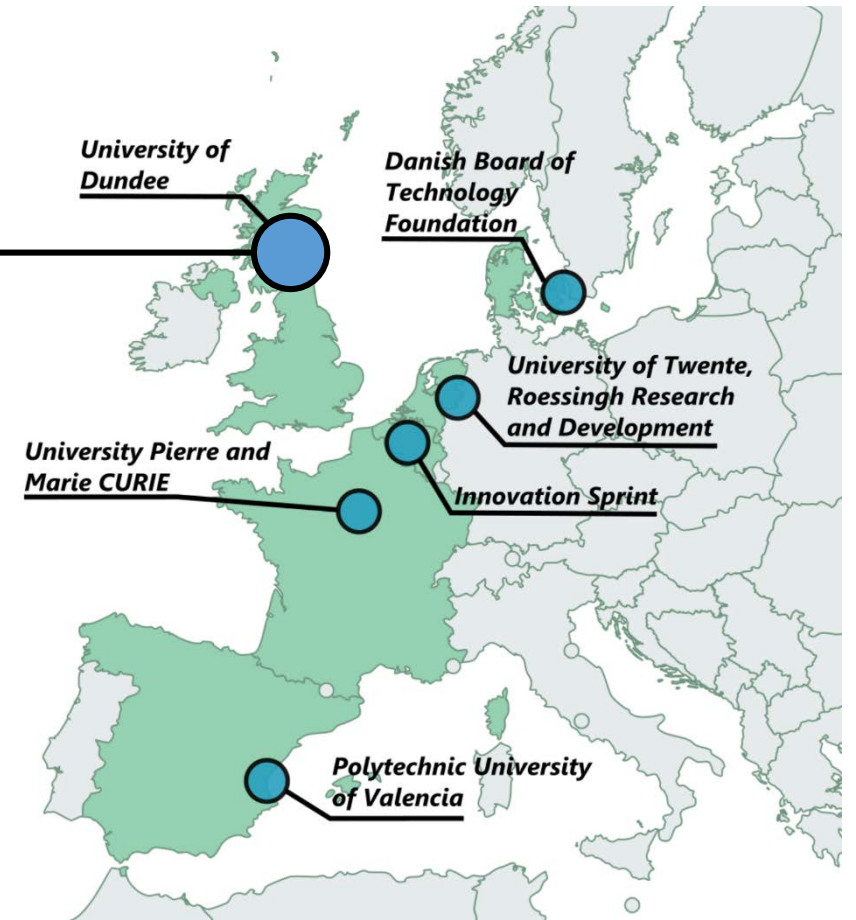 University of
Dundee
Danish Board of
Technology
Foundation
University of Twente,
Roessingh Research
and Development
University Pierre and
Marie CURIE
Innovation Sprint
Polytechnic University
of Valencia